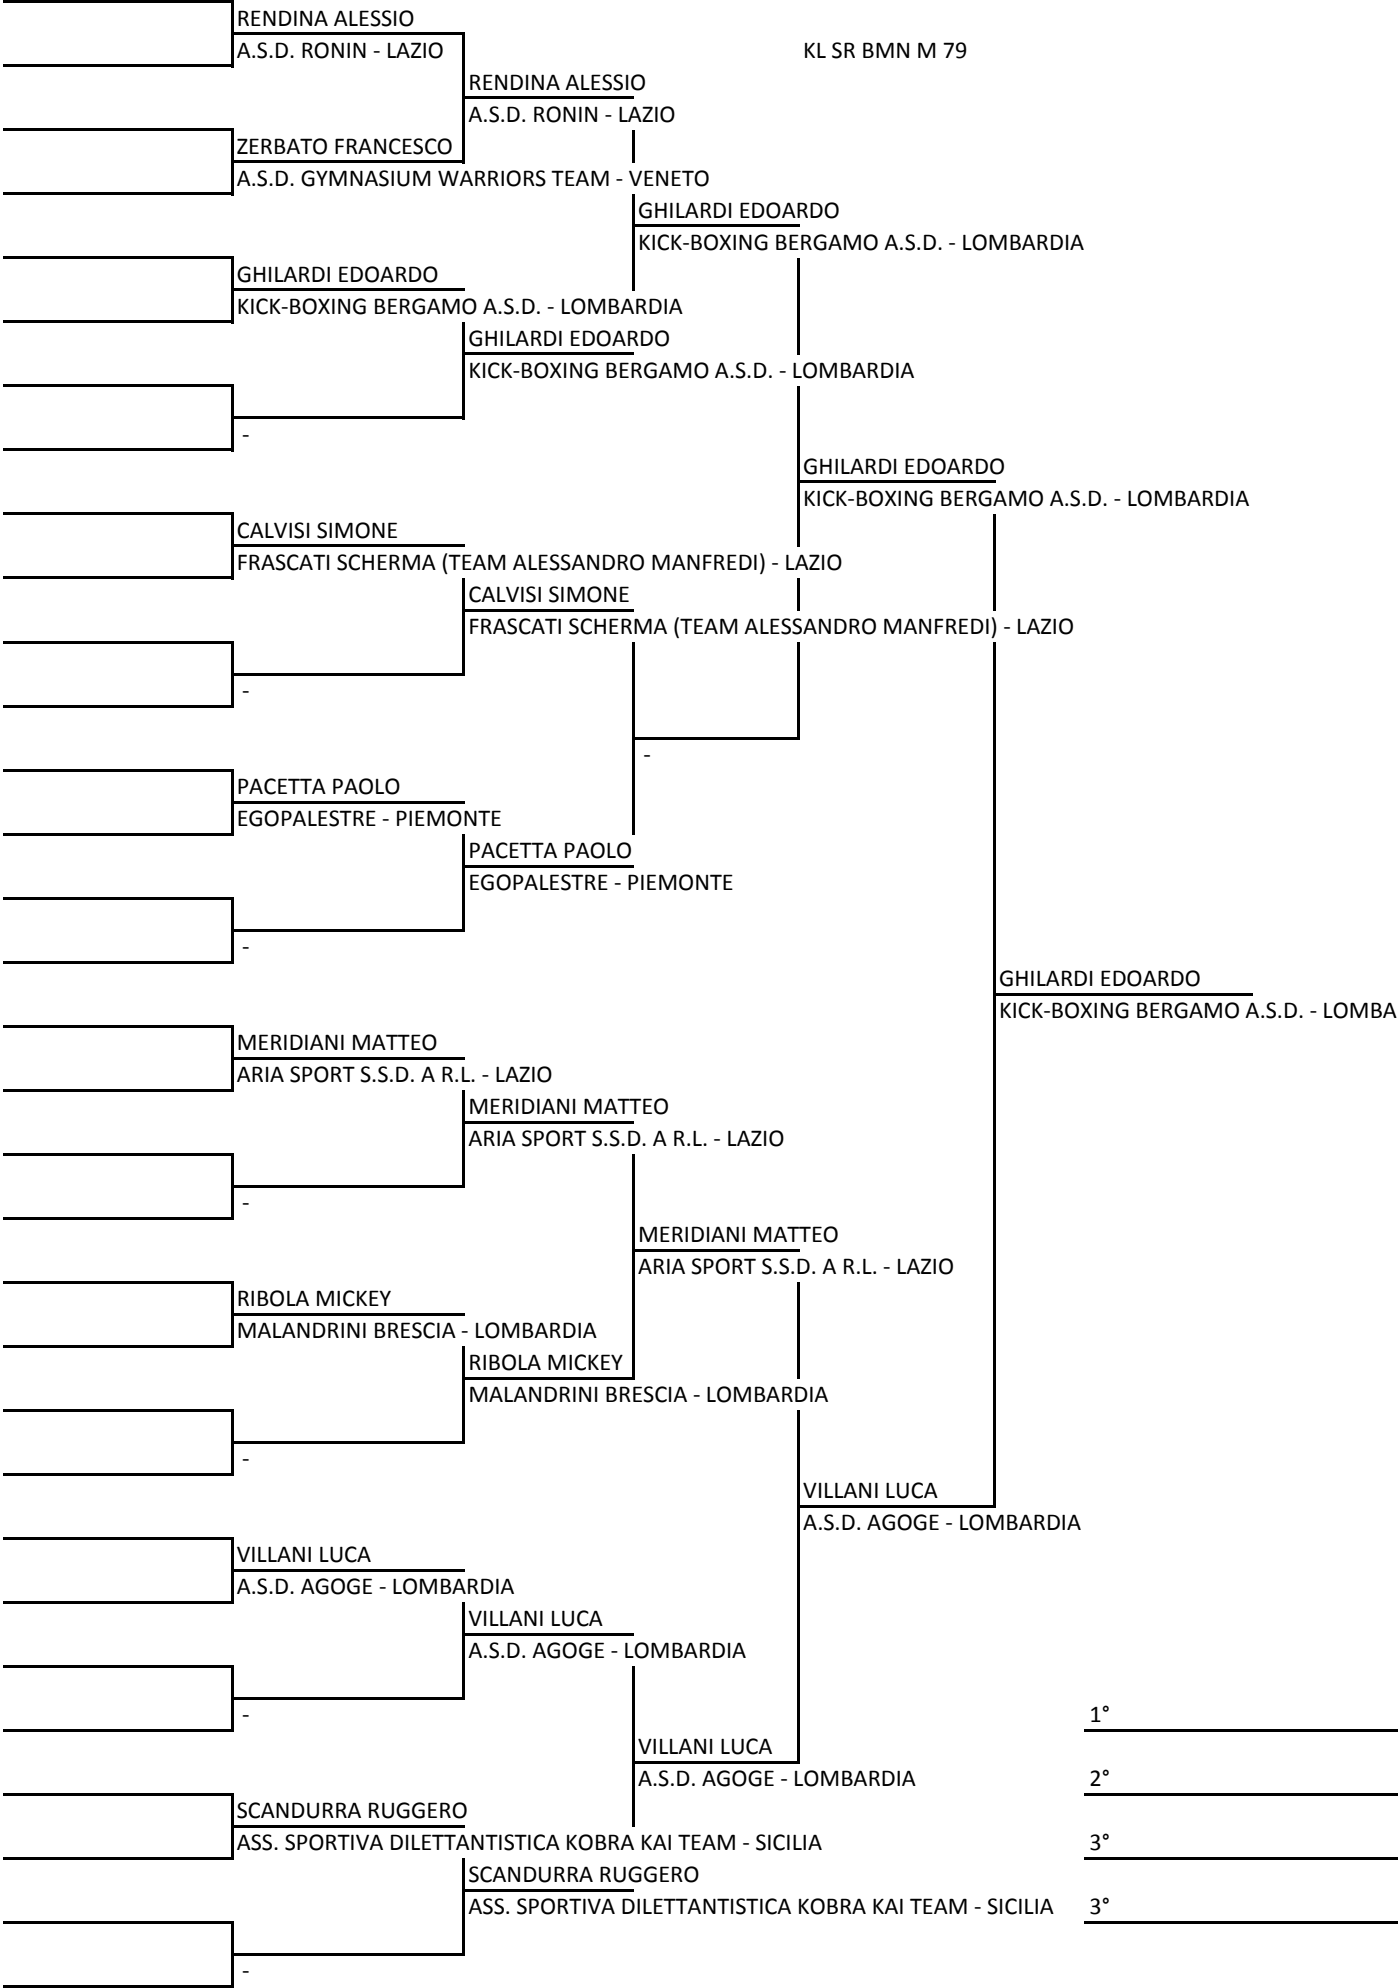 RENDINA ALESSIO
A.S.D. RONIN - LAZIO
KL SR BMN M 79
RENDINA ALESSIO
A.S.D. RONIN - LAZIO
ZERBATO FRANCESCO
A.S.D. GYMNASIUM WARRIORS TEAM - VENETO
GHILARDI EDOARDO
KICK-BOXING BERGAMO A.S.D. - LOMBARDIA
GHILARDI EDOARDO
KICK-BOXING BERGAMO A.S.D. - LOMBARDIA
GHILARDI EDOARDO
KICK-BOXING BERGAMO A.S.D. - LOMBARDIA
-
GHILARDI EDOARDO
KICK-BOXING BERGAMO A.S.D. - LOMBARDIA
CALVISI SIMONE
FRASCATI SCHERMA (TEAM ALESSANDRO MANFREDI) - LAZIO
CALVISI SIMONE
FRASCATI SCHERMA (TEAM ALESSANDRO MANFREDI) - LAZIO
-
-
PACETTA PAOLO
EGOPALESTRE - PIEMONTE
PACETTA PAOLO
EGOPALESTRE - PIEMONTE
-
GHILARDI EDOARDO
KICK-BOXING BERGAMO A.S.D. - LOMBA
MERIDIANI MATTEO
ARIA SPORT S.S.D. A R.L. - LAZIO
MERIDIANI MATTEO
ARIA SPORT S.S.D. A R.L. - LAZIO
-
MERIDIANI MATTEO
ARIA SPORT S.S.D. A R.L. - LAZIO
RIBOLA MICKEY
MALANDRINI BRESCIA - LOMBARDIA
RIBOLA MICKEY
MALANDRINI BRESCIA - LOMBARDIA
-
VILLANI LUCA
A.S.D. AGOGE - LOMBARDIA
VILLANI LUCA
A.S.D. AGOGE - LOMBARDIA
VILLANI LUCA
A.S.D. AGOGE - LOMBARDIA
-
1°
VILLANI LUCA
A.S.D. AGOGE - LOMBARDIA
2°
SCANDURRA RUGGERO
ASS. SPORTIVA DILETTANTISTICA KOBRA KAI TEAM - SICILIA
3°
SCANDURRA RUGGERO
ASS. SPORTIVA DILETTANTISTICA KOBRA KAI TEAM - SICILIA
3°
-